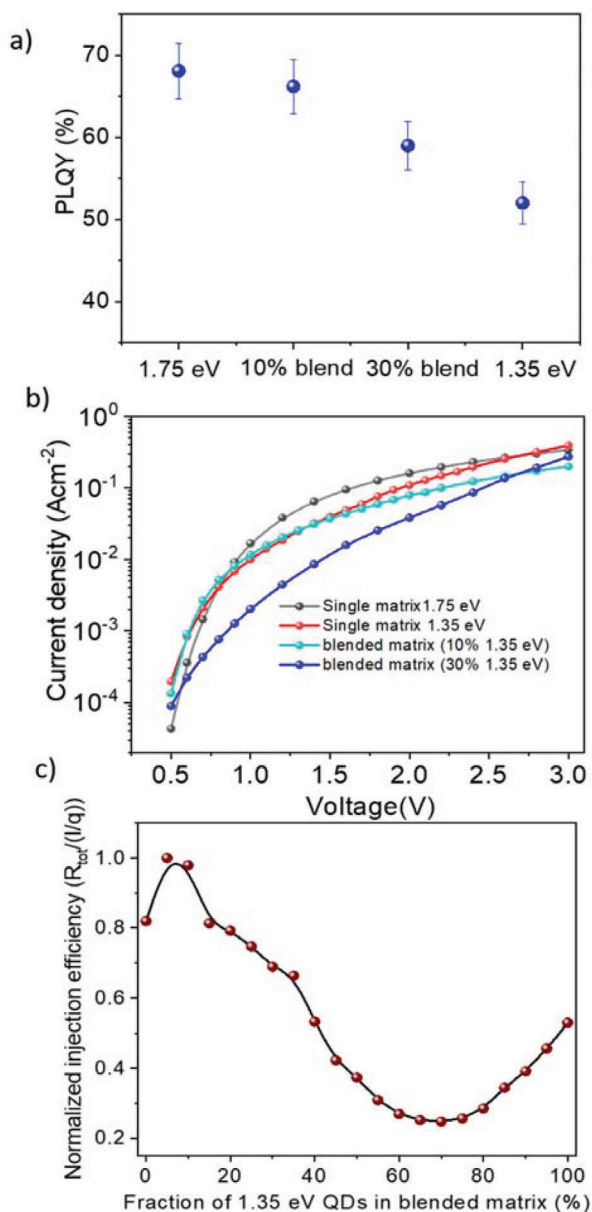 a)
PLQY (%)
70
60
50
40
1.75 eV 10% blend 30% blend 1.35 eV
b)
Current density (Acm⁻²)
10⁰
10⁻¹
10⁻²
10⁻³
10⁻⁴
Single matrix1.75 eV
Single matrix 1.35 eV
blended matrix (10% 1.35 eV)
blended matrix (30% 1.35 eV)
0.5 1.0 1.5 2.0 2.5 3.0
Voltage(V)
c)
Normalized injection efficiency (R_tot/(I/q))
1.0
0.8
0.6
0.4
0.2
0 20 40 60 80 100
Fraction of 1.35 eV QDs in blended matrix (%)